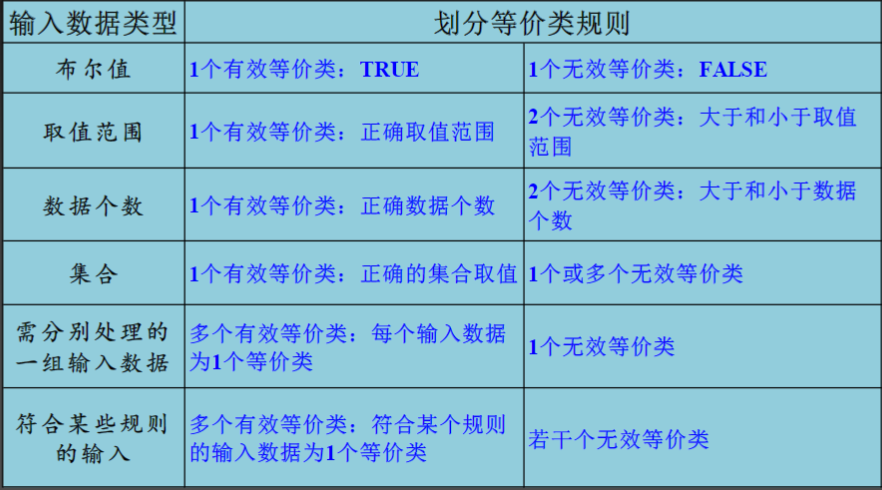 输入数据类型 划分等价类规则
布尔值 1个有效等价类：TRUE 1个无效等价类：FALSE
取值范围 1个有效等价类：正确取值范围 2个无效等价类：大于和小于取值
范围
数据个数 1个有效等价类：正确数据个数 2个无效等价类：大于和小于数据
个数
集合 1个有效等价类：正确的集合取值 1个或多个无效等价类
需分别处理的 多个有效等价类：每个输入数据 1个无效等价类
一组输入数据 为1个等价类
符合某些规则 多个有效等价类：符合某个规则 若干个无效等价类
的输入 的输入数据为1个等价类